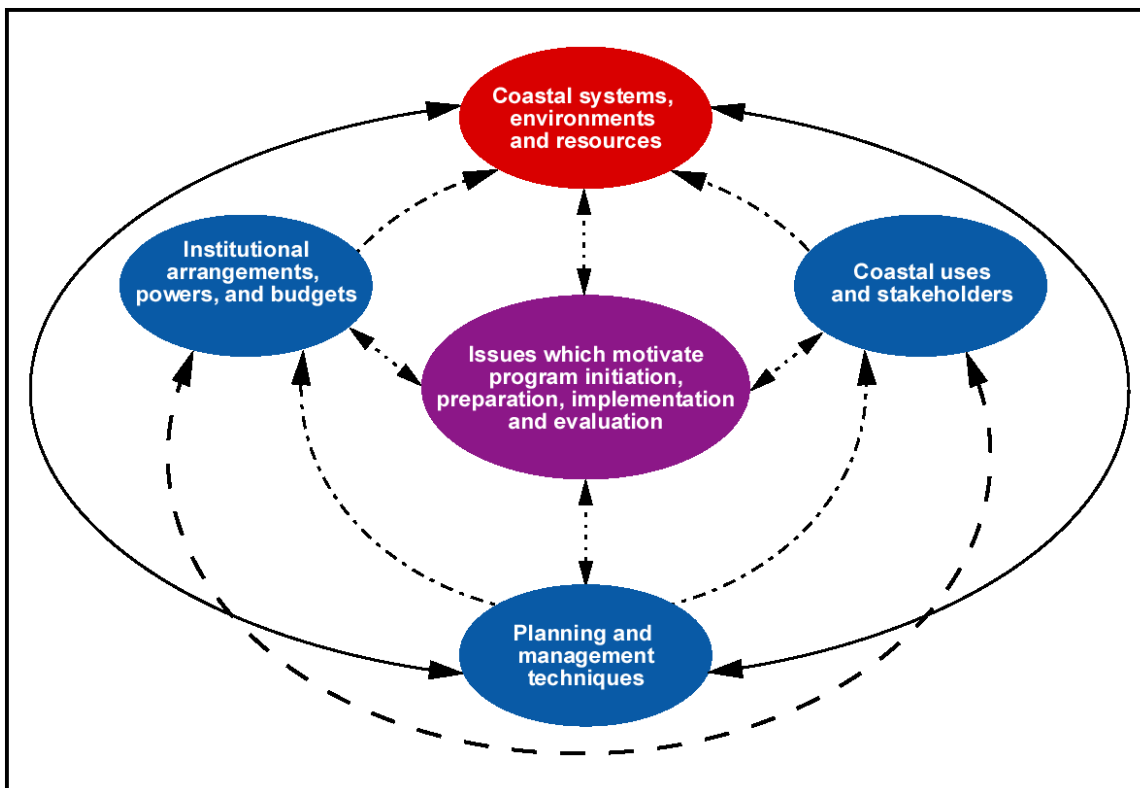 Coastal systems,
environments
and resources
Institutional
arrangements,
powers, and budgets
Coastal uses
and stakeholders
Issues which motivate
program initiation,
preparation, implementation
and evaluation
Planning and
management
techniques